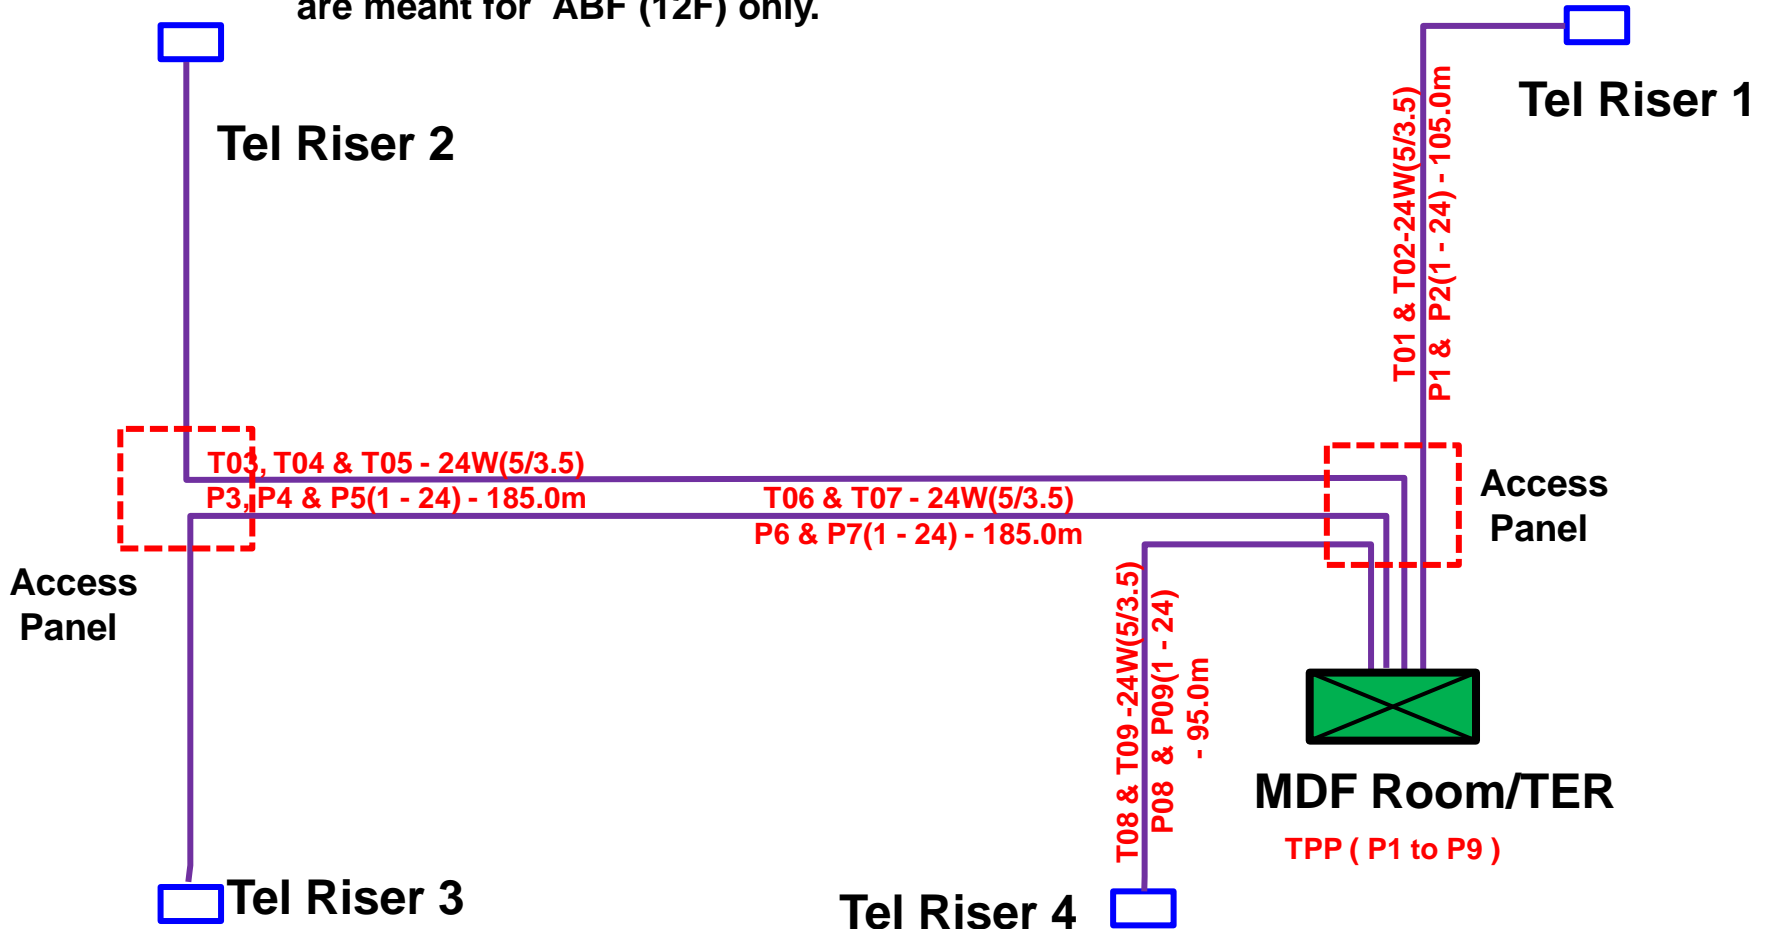 are meant for ABF (12F) only.
Tel Riser 1
Tel Riser 2
T01 & T02-24W(5/3.5)
P1 & P2(1 - 24) - 105.0m
T03, T04 & T05 - 24W(5/3.5)
P3, P4 & P5(1 - 24) - 185.0m
T06 & T07 - 24W(5/3.5)
P6 & P7(1 - 24) - 185.0m
Access
Panel
Access
Panel
T08 & T09 -24W(5/3.5)
P08 & P09(1 - 24)
- 95.0m
MDF Room/TER
TPP ( P1 to P9 )
Tel Riser 3
Tel Riser 4